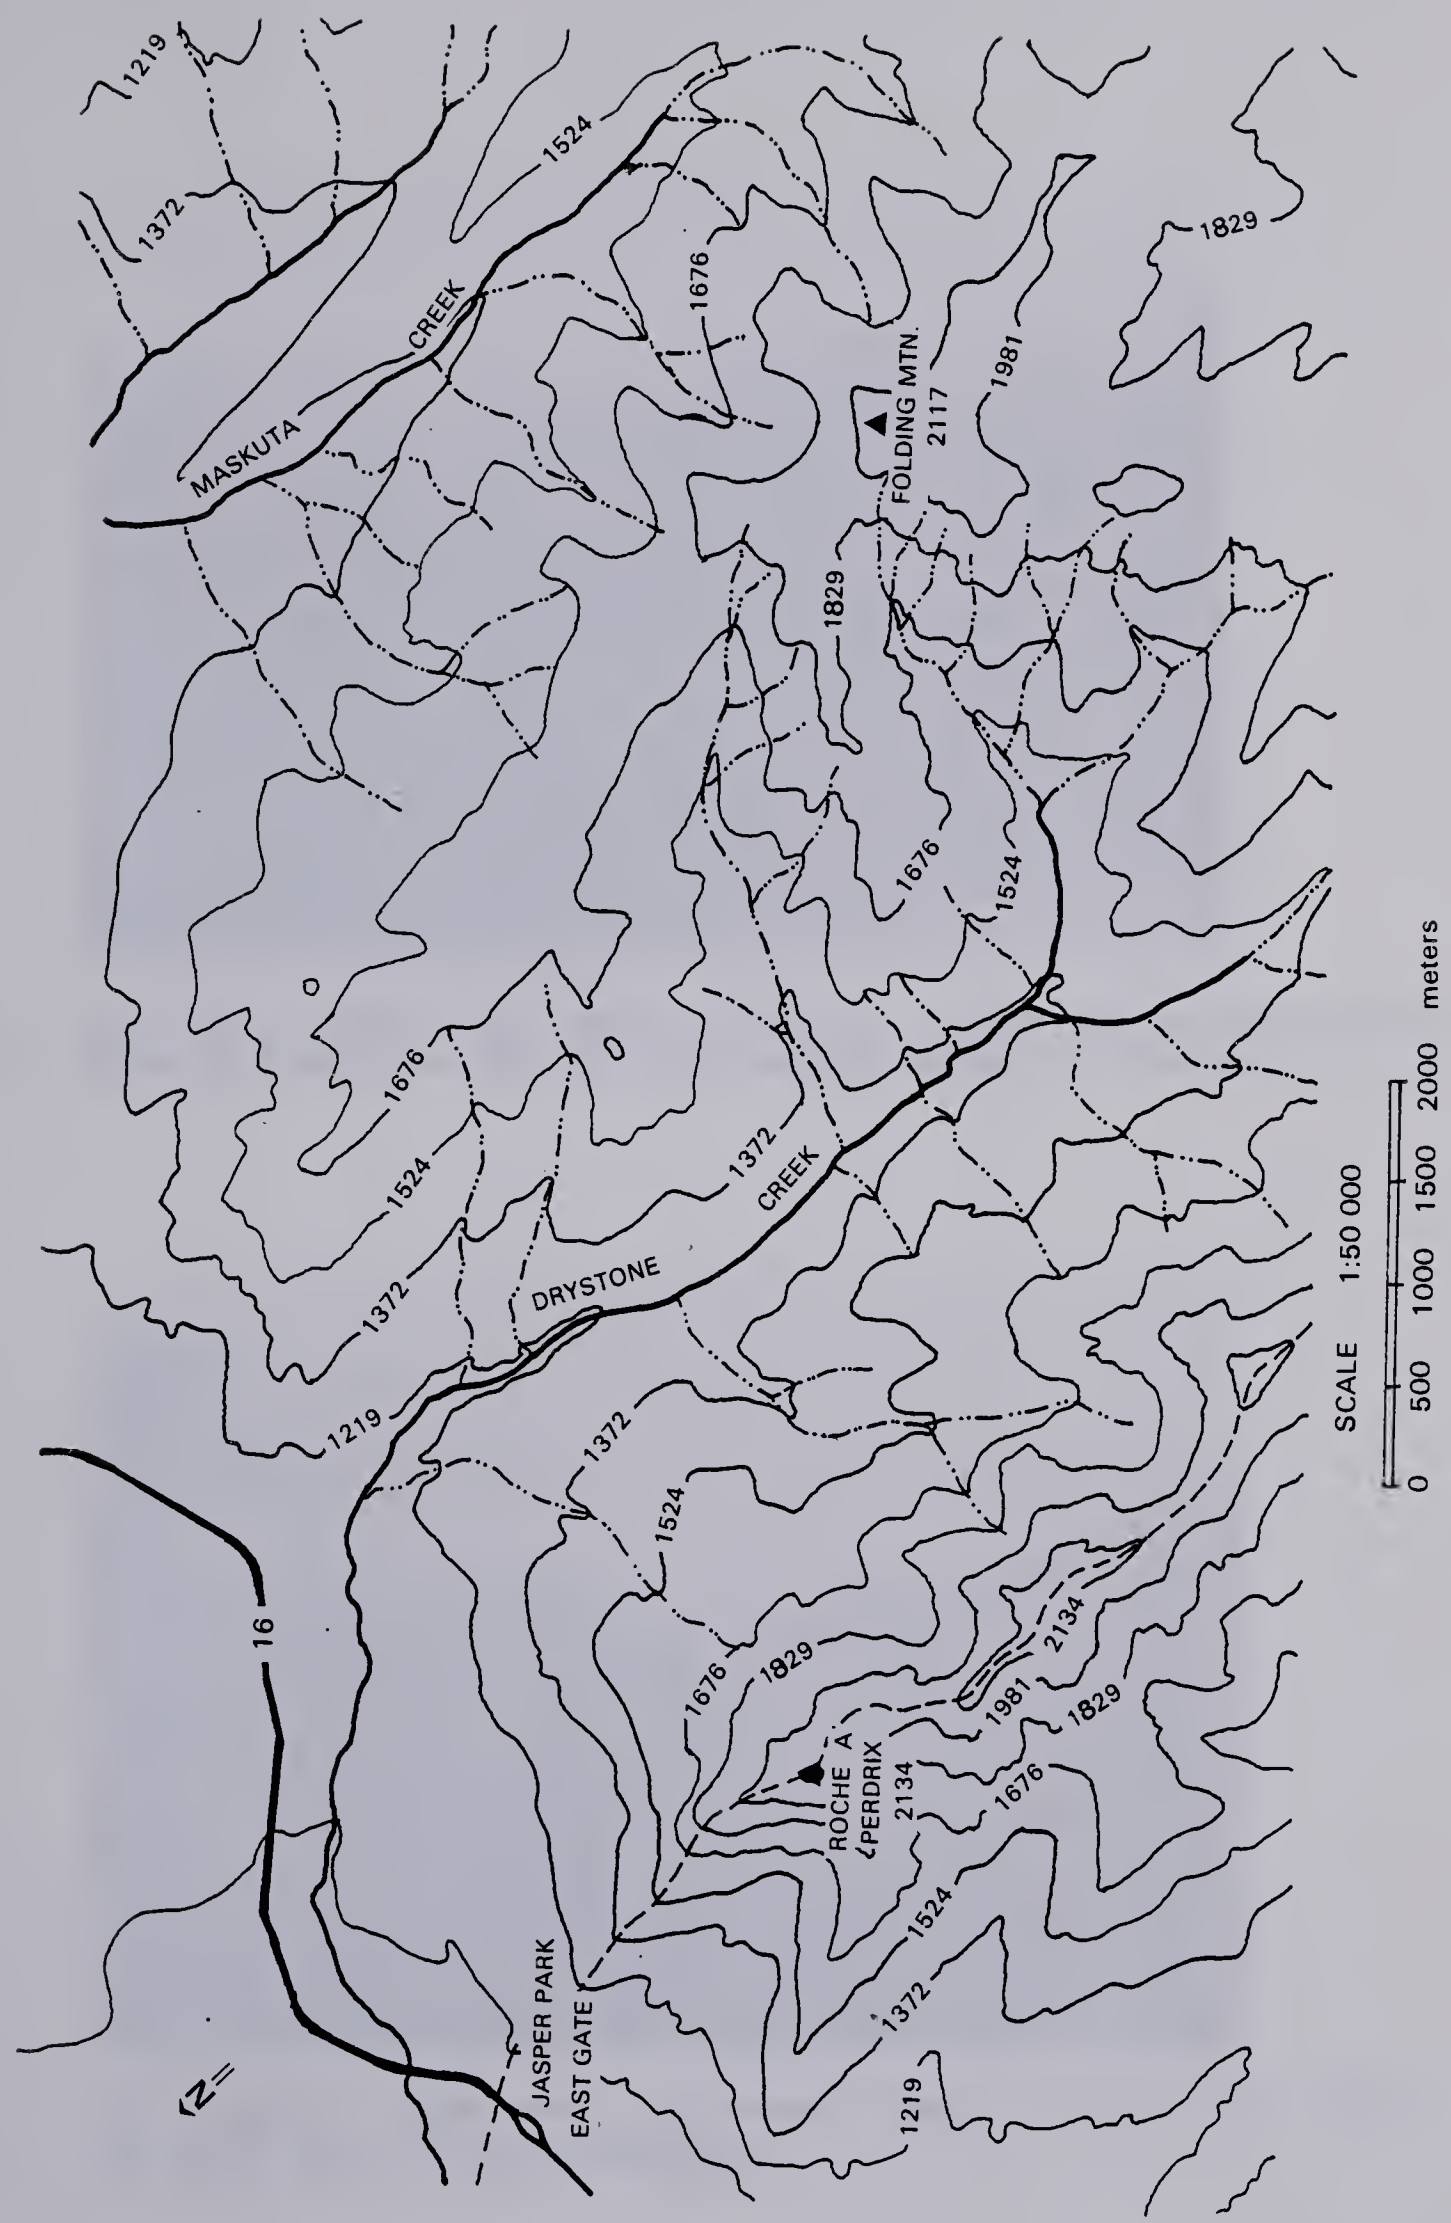 1219
1372
MASKUTA
CREEK
1524
1676
1829
1981
FOLDING MTN.
2117
1829
1676
1524
1676
1524
1372
1219
1372
CREEK
DRYSTONE
1372
1524
16
1676
1829
2134
1981
1829
1676
ROCHE A
PERDRIX
2134
1524
1372
1219
JASPER PARK
EAST GATE
N
SCALE 1:50 000
0 500 1000 1500 2000 meters